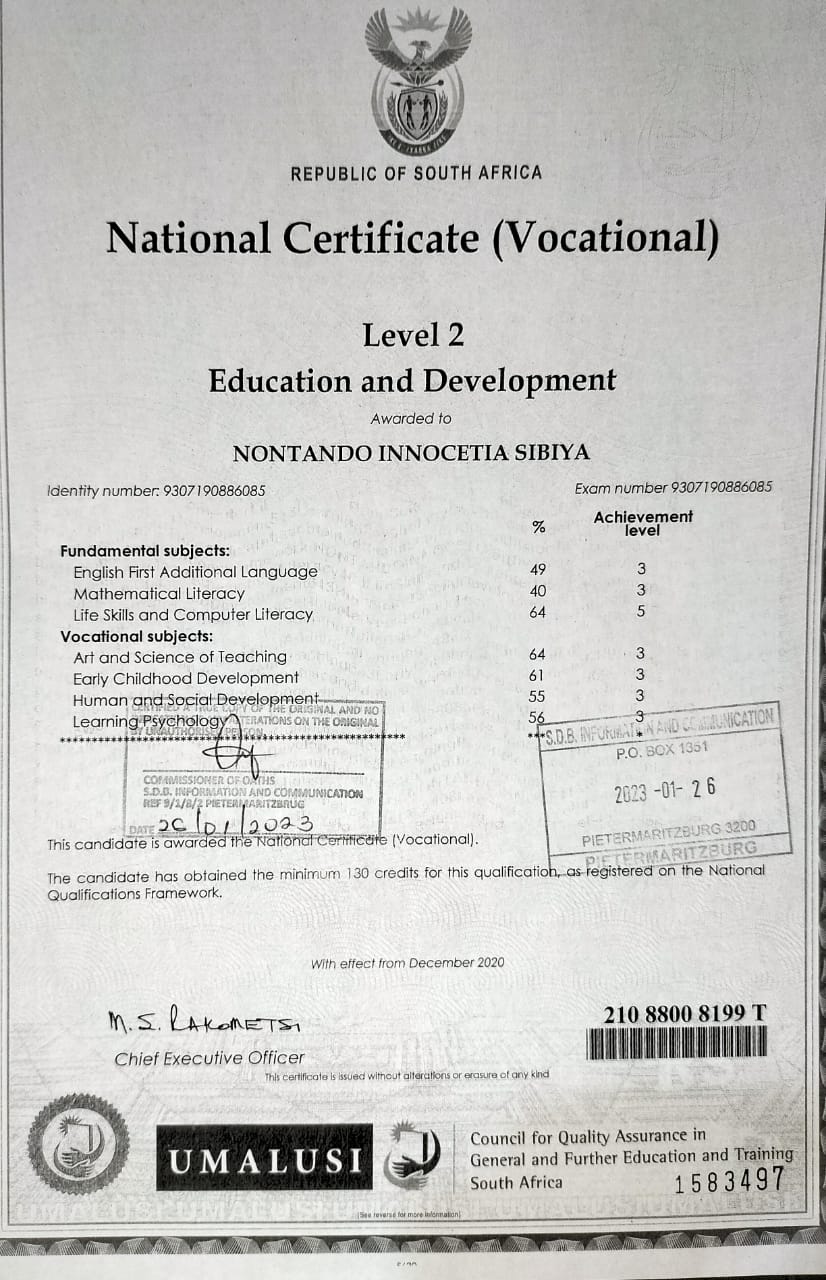 REPUBLIC OF SOUTH AFRICA
National Certificate (Vocational)
Level 2
Education and Development
Awarded to
NONTANDO INNOCETIA SIBIYA
Identity number: 9307190886085 Exam number 9307190886085
% Achievement level
Fundamental subjects:
English First Additional Language 49 3
Mathematical Literacy 40 3
Life Skills and Computer Literacy 64 5
Vocational subjects:
Art and Science of Teaching 64 3
Early Childhood Development 61 3
Human and Social Development 55 3
Learning Psychology 56 3
CERTIFIED A TRUE COPY OF THE ORIGINAL AND NO
ALTERATIONS ON THE ORIGINAL
BY UNAUTHORISED PERSON
COMMISSIONER OF OATHS
S.D.B. INFORMATION AND COMMUNICATION
REF 9/1/8/2 PIETERMARITZBRUG
DATE 26/01/2023
S.D.B. INFORMATION AND COMMUNICATION
P.O. BOX 1351
2023 -01- 26
PIETERMARITZBURG 3200
PIETERMARITZBURG
This candidate is awarded the National Certificate (Vocational).
The candidate has obtained the minimum 130 credits for this qualification, as registered on the National
Qualifications Framework.
With effect from December 2020
M. S. RAKOMETSI
Chief Executive Officer
210 8800 8199 T
This certificate is issued without alterations or erasure of any kind
UMALUSI
Council for Quality Assurance in
General and Further Education and Training
South Africa 1583497
(See reverse for more information)